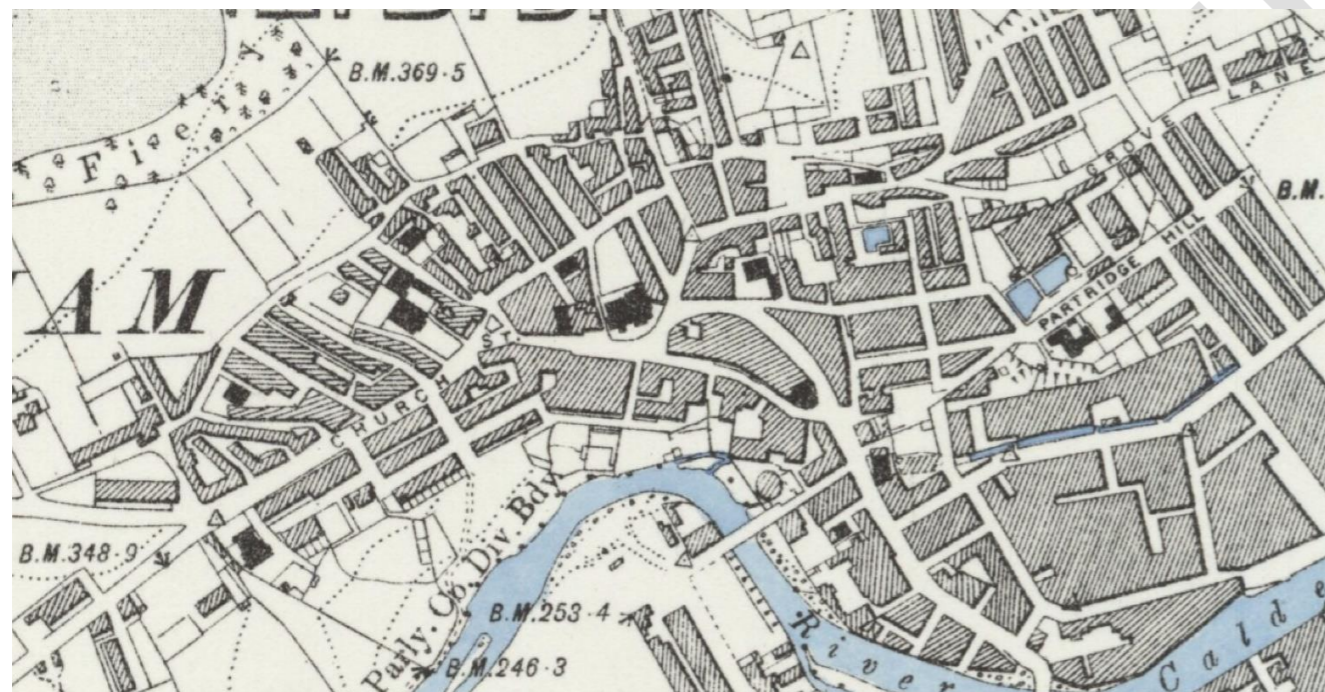 B.M.369·5
Fiery
LANE
GROVE
B.M.
HILL
PARTRIDGE
AM
CHURCH ST.
B.M.348·9
Parly. Co. Div. Bdy.
B.M.253·4
B.M.246·3
River Calde